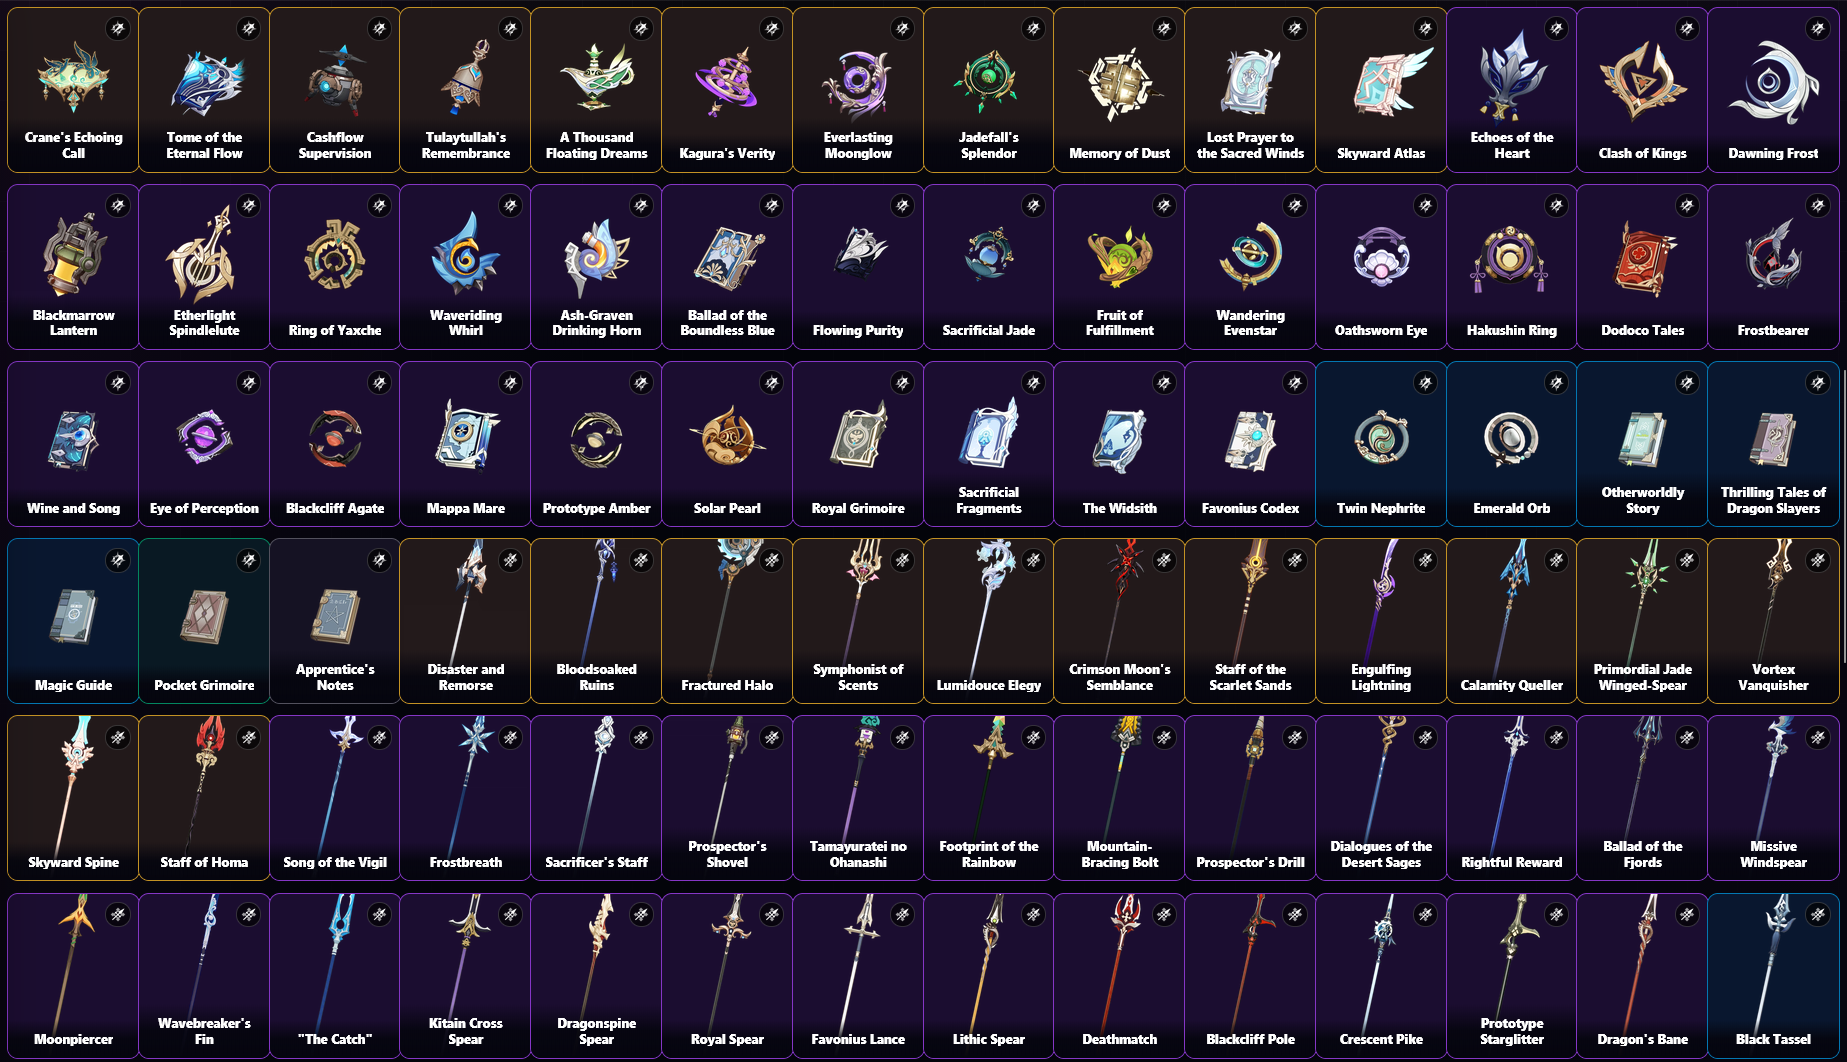 Crane's Echoing
Call
Tome of the
Eternal Flow
Cashflow
Supervision
Tulaytullah's
Remembrance
A Thousand
Floating Dreams
Kagura's Verity
Everlasting
Moonglow
Jadefall's
Splendor
Memory of Dust
Lost Prayer to
the Sacred Winds
Skyward Atlas
Echoes of the
Heart
Clash of Kings
Dawning Frost
Blackmarrow
Lantern
Etherlight
Spindlelute
Ring of Yaxche
Waveriding
Whirl
Ash-Graven
Drinking Horn
Ballad of the
Boundless Blue
Flowing Purity
Sacrificial Jade
Fruit of
Fulfillment
Wandering
Evenstar
Oathsworn Eye
Hakushin Ring
Dodoco Tales
Frostbearer
Wine and Song
Eye of Perception
Blackcliff Agate
Mappa Mare
Prototype Amber
Solar Pearl
Royal Grimoire
Sacrificial
Fragments
The Widsith
Favonius Codex
Twin Nephrite
Emerald Orb
Otherworldly
Story
Thrilling Tales of
Dragon Slayers
Magic Guide
Pocket Grimoire
Apprentice's
Notes
Disaster and
Remorse
Bloodsoaked
Ruins
Fractured Halo
Symphonist of
Scents
Lumidouce Elegy
Crimson Moon's
Semblance
Staff of the
Scarlet Sands
Engulfing
Lightning
Calamity Queller
Primordial Jade
Winged-Spear
Vortex
Vanquisher
Skyward Spine
Staff of Homa
Song of the Vigil
Frostbreath
Sacrificer's Staff
Prospector's
Shovel
Tamayuratei no
Ohanashi
Footprint of the
Rainbow
Mountain-
Bracing Bolt
Prospector's Drill
Dialogues of the
Desert Sages
Rightful Reward
Ballad of the
Fjords
Missive
Windspear
Moonpiercer
Wavebreaker's
Fin
"The Catch"
Kitain Cross
Spear
Dragonspine
Spear
Royal Spear
Favonius Lance
Lithic Spear
Deathmatch
Blackcliff Pole
Crescent Pike
Prototype
Starglitter
Dragon's Bane
Black Tassel